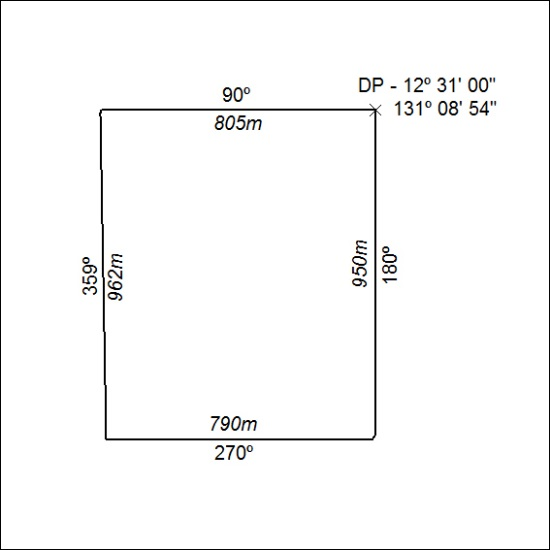 DP - 12º 31' 00"
131º 08' 54"
90º
805m
359º
962m
950m
180º
790m
270º